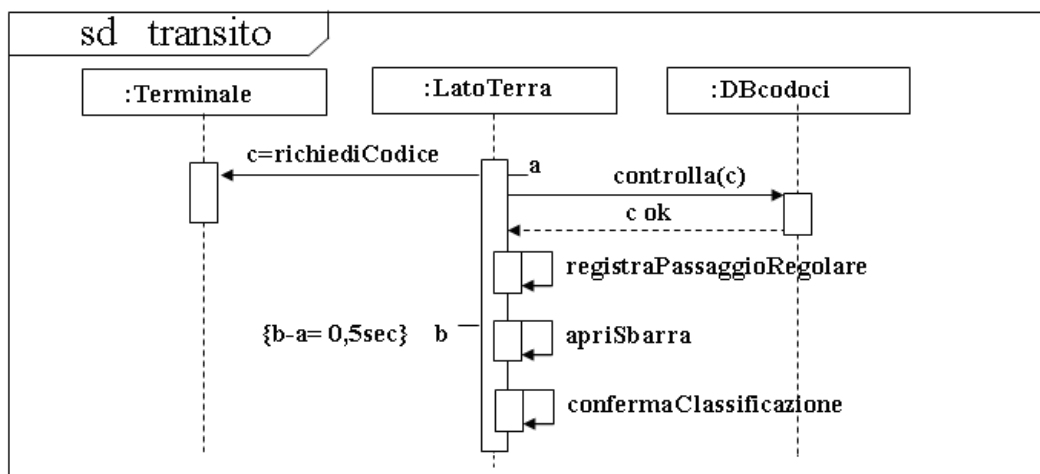 sd transito
:Terminale
:LatoTerra
:DBcodoci
c=richiediCodice
a
controlla(c)
c ok
registraPassaggioRegolare
{b-a= 0,5sec} b
apriSbarra
confermaClassificazione